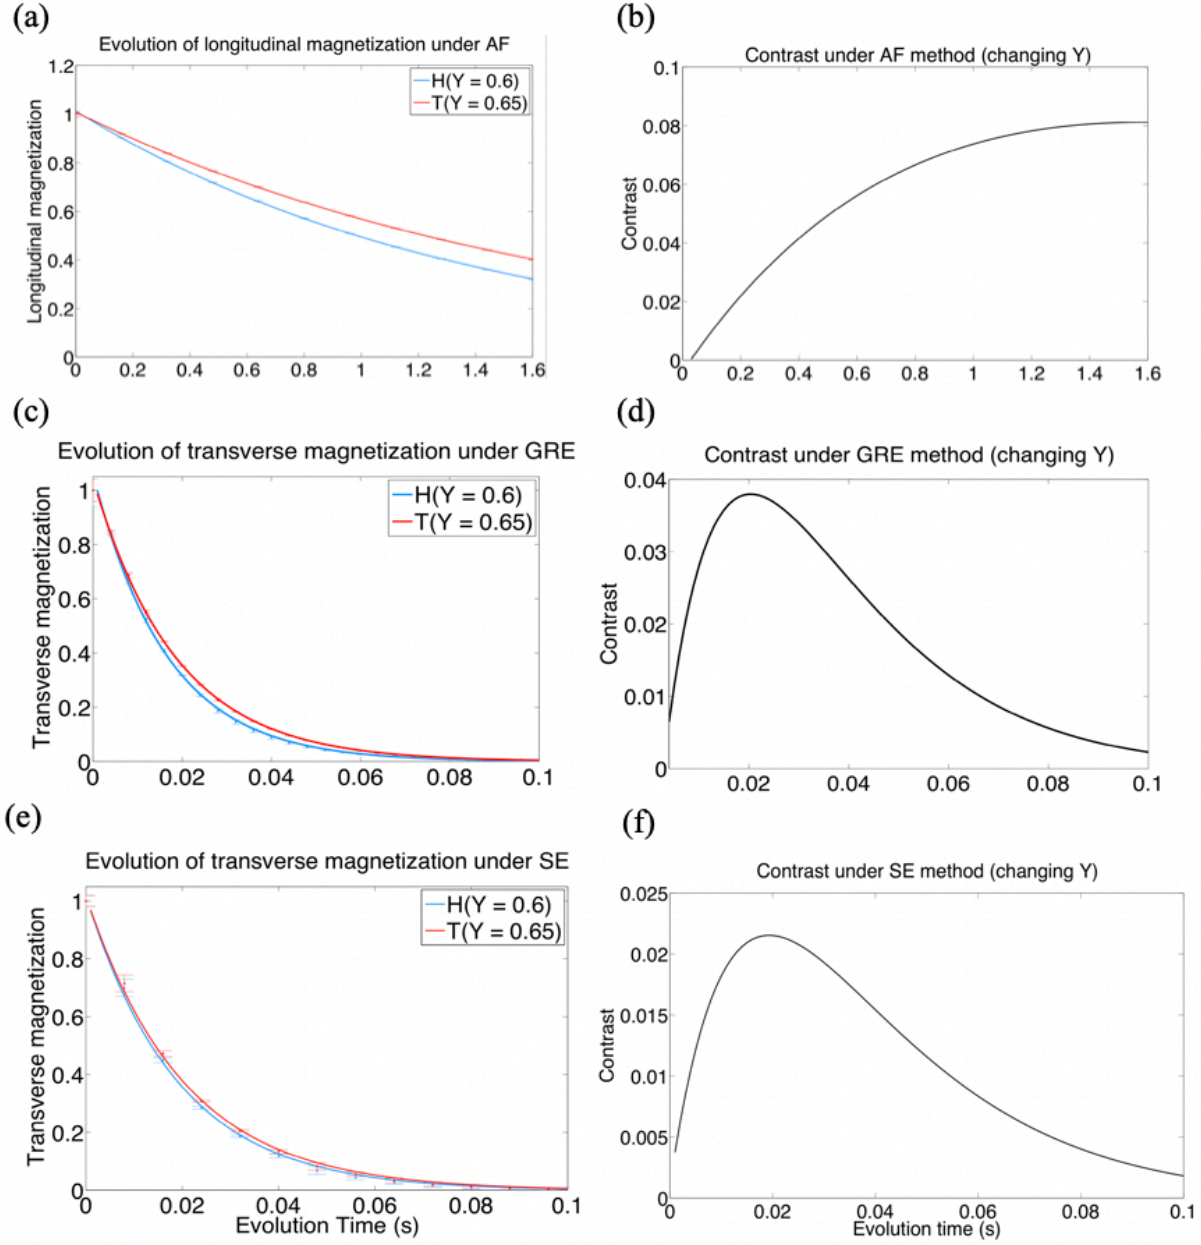 (a)
Evolution of longitudinal magnetization under AF
Longitudinal magnetization
1.2
1
0.8
0.6
0.4
0.2
0
H(Y = 0.6)
T(Y = 0.65)
0 0.2 0.4 0.6 0.8 1 1.2 1.4 1.6
(b)
Contrast under AF method (changing Y)
Contrast
0.1
0.08
0.06
0.04
0.02
0
0 0.2 0.4 0.6 0.8 1 1.2 1.4 1.6
(c)
Evolution of transverse magnetization under GRE
Transverse magnetization
1
0.8
0.6
0.4
0.2
0
H(Y = 0.6)
T(Y = 0.65)
0 0.02 0.04 0.06 0.08 0.1
(d)
Contrast under GRE method (changing Y)
Contrast
0.04
0.03
0.02
0.01
0
0.02 0.04 0.06 0.08 0.1
(e)
Evolution of transverse magnetization under SE
Transverse magnetization
1
0.8
0.6
0.4
0.2
0
H(Y = 0.6)
T(Y = 0.65)
0 0.02 0.04 0.06 0.08 0.1
Evolution Time (s)
(f)
Contrast under SE method (changing Y)
Contrast
0.025
0.02
0.015
0.01
0.005
0
0 0.02 0.04 0.06 0.08 0.1
Evolution time (s)